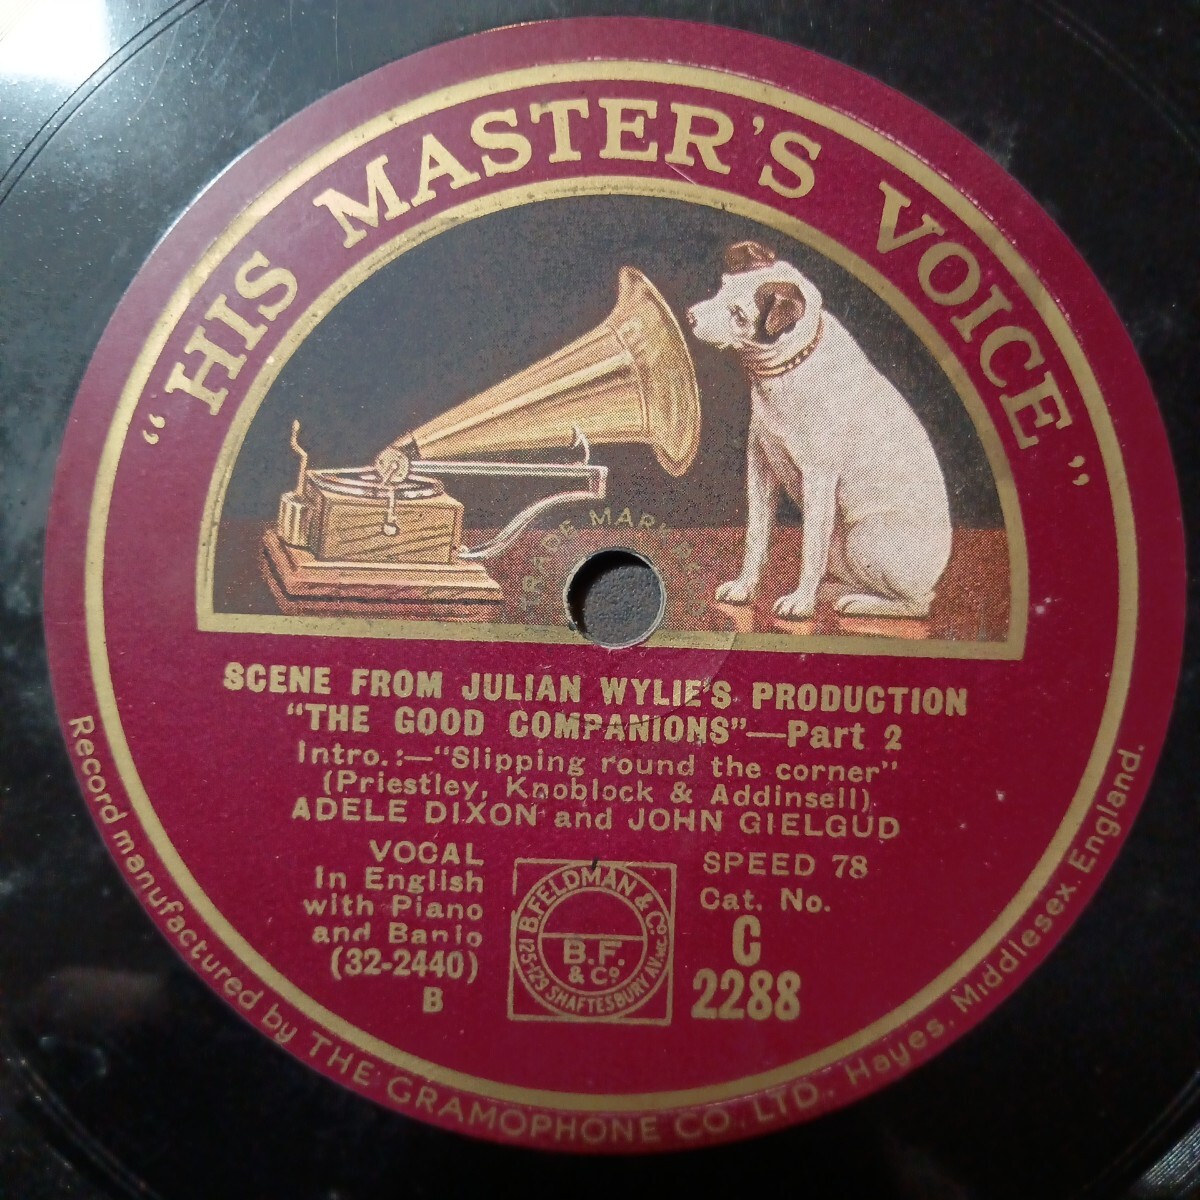 "HIS MASTER'S VOICE"
TRADE MARK
SCENE FROM JULIAN WYLIE'S PRODUCTION
"THE GOOD COMPANIONS"—Part 2
Intro.:—"Slipping round the corner"
(Priestley, Knoblock & Addinsell)
ADELE DIXON and JOHN GIELGUD
VOCAL
In English
with Piano
and Banjo
(32-2440)
B
B. FELDMAN & Co.
B.F.
& Co.
125-129 SHAFTESBURY AV. W.C.
SPEED 78
Cat. No.
C
2288
Record manufactured by THE GRAMOPHONE CO. LTD., Hayes, Middlesex, England.